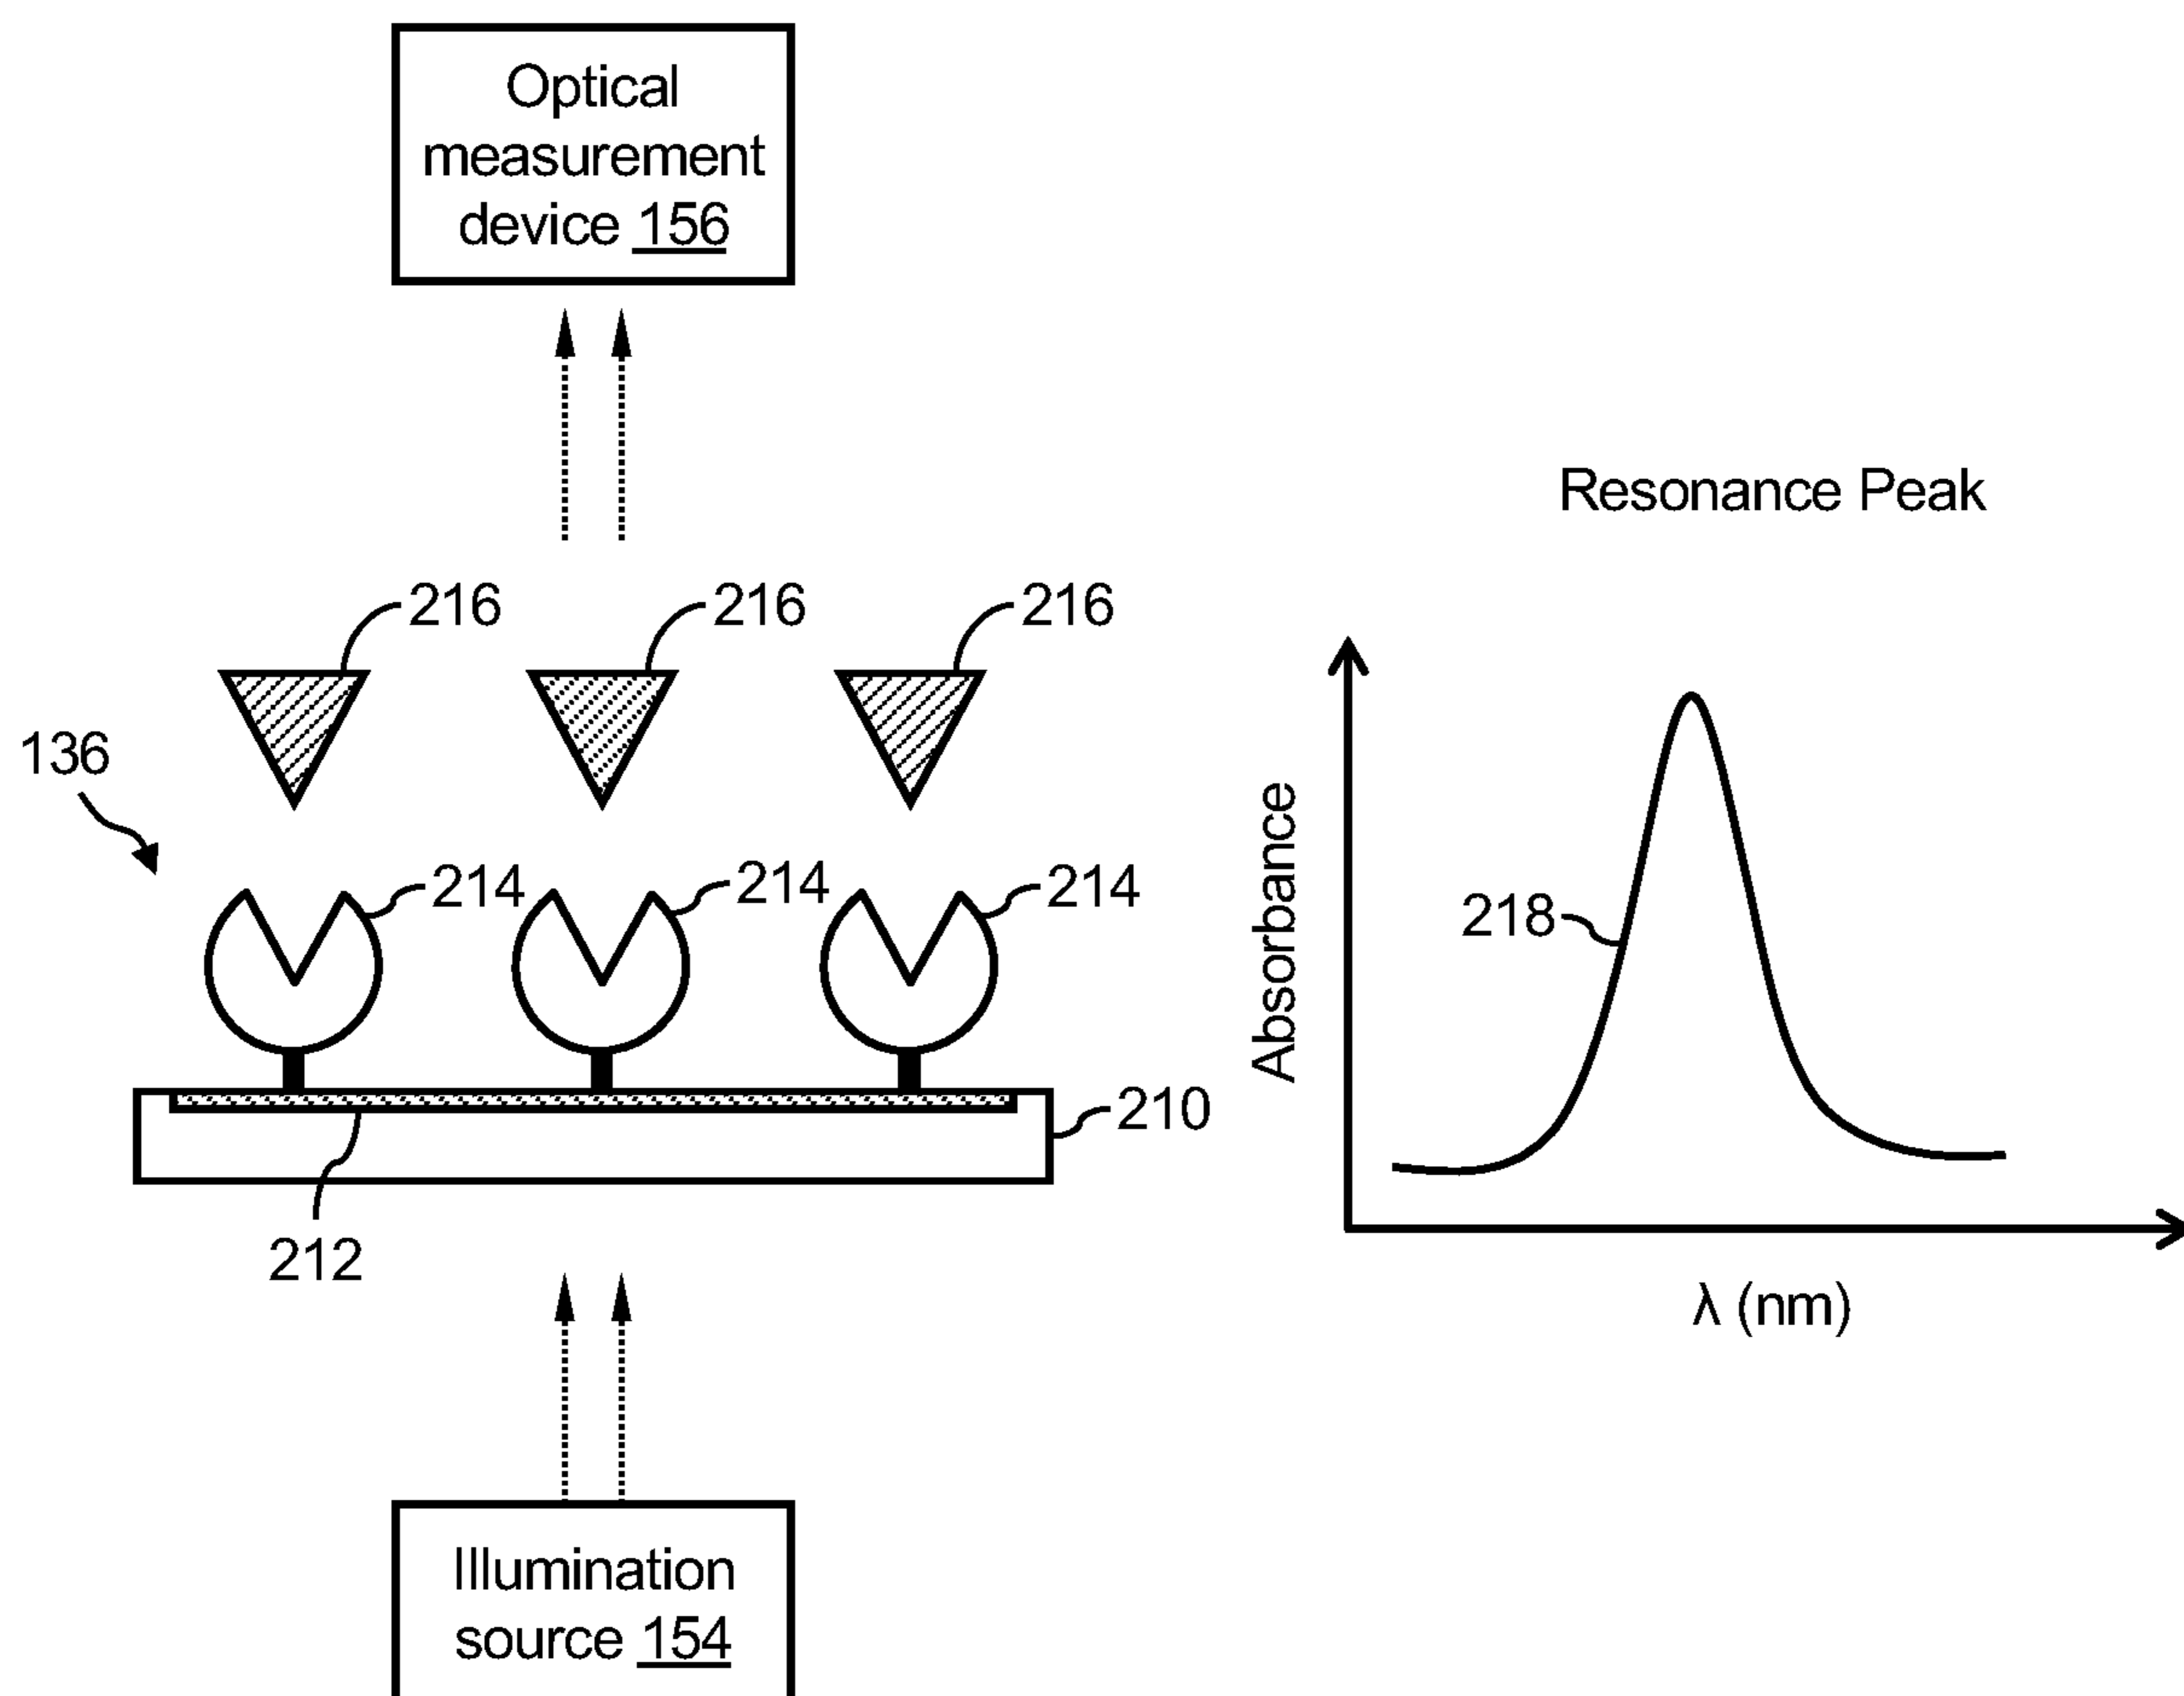 Optical
measurement
device 156
Resonance Peak
216
216
216
136
214
214
214
218
Absorbance
210
212
λ (nm)
Illumination
source 154